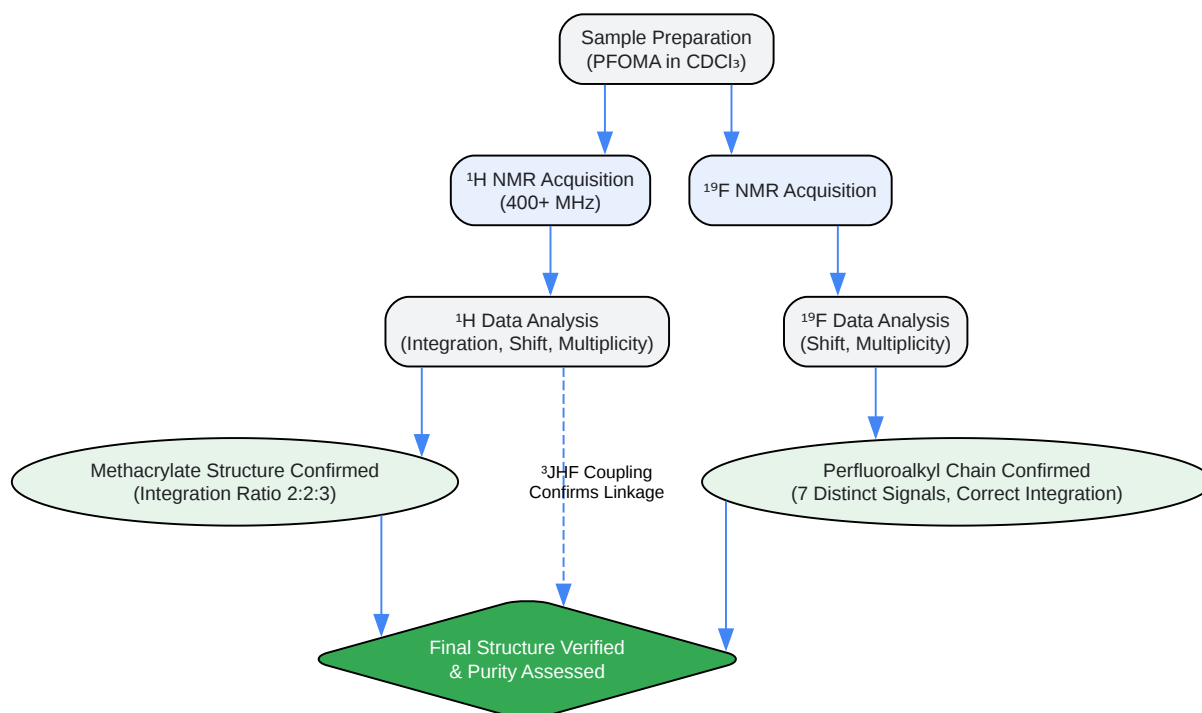 Sample Preparation
(PFOMA in CDCl₃)
¹H NMR Acquisition
(400+ MHz)
¹⁹F NMR Acquisition
¹H Data Analysis
(Integration, Shift, Multiplicity)
¹⁹F Data Analysis
(Shift, Multiplicity)
Methacrylate Structure Confirmed
(Integration Ratio 2:2:3)
³JHF Coupling
Confirms Linkage
Perfluoroalkyl Chain Confirmed
(7 Distinct Signals, Correct Integration)
Final Structure Verified
& Purity Assessed